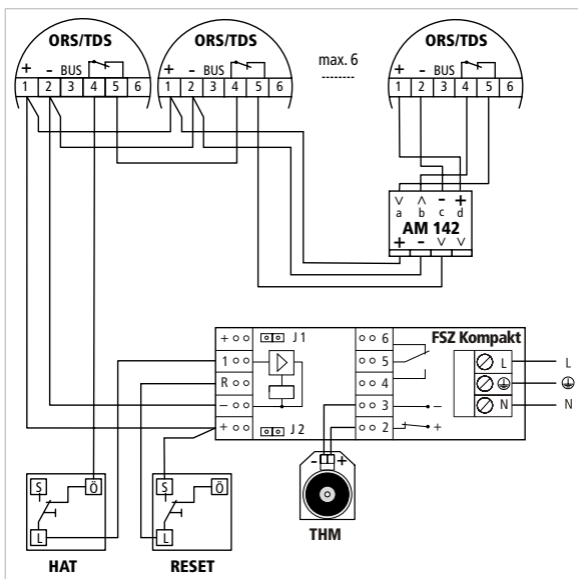 ORS/TDS ORS/TDS max. 6 ORS/TDS
+ - BUS + - BUS + - BUS
1 2 3 4 5 6 1 2 3 4 5 6 1 2 3 4 5 6
V Λ - +
a b c d
AM 142
+ - V V
+ J 1 6 FSZ Kompakt
1 5 L L
R 4
- 3 - N N
+ J 2 2 +
S Ö S Ö - +
L L THM
HAT RESET